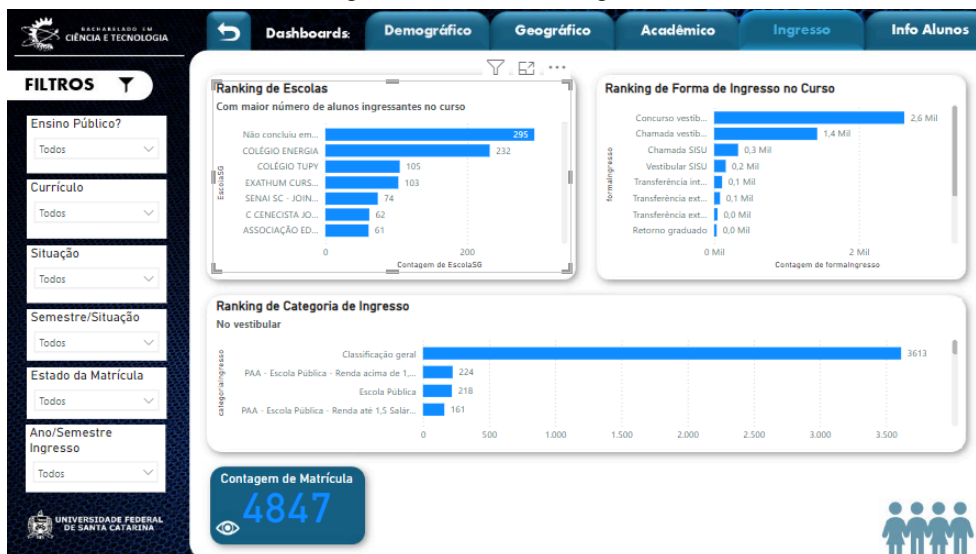 BACHARELADO EM
CIÊNCIA E TECNOLOGIA
Dashboards:
Demográfico
Geográfico
Acadêmico
Ingresso
Info Alunos
FILTROS
Ensino Público?
Todos
Currículo
Todos
Situação
Todos
Semestre/Situação
Todos
Estado da Matrícula
Todos
Ano/Semestre
Ingresso
Todos
UNIVERSIDADE FEDERAL
DE SANTA CATARINA
Ranking de Escolas
Com maior número de alunos ingressantes no curso
EscolaSG
Não concluiu em... 295
COLÉGIO ENERGIA 232
COLÉGIO TUPY 105
EXATHUM CURS... 103
SENAI SC - JOIN... 74
C CENECISTA JO... 62
ASSOCIAÇÃO ED... 61
0 200
Contagem de EscolaSG
Ranking de Forma de Ingresso no Curso
formaIngresso
Concurso vestib... 2,6 Mil
Chamada vestib... 1,4 Mil
Chamada SISU 0,3 Mil
Vestibular SISU 0,2 Mil
Transferência int... 0,1 Mil
Transferência ext... 0,1 Mil
Transferência ext... 0,0 Mil
Retorno graduado 0,0 Mil
0 Mil 2 Mil
Contagem de formaIngresso
Ranking de Categoria de Ingresso
No vestibular
categoriaIngresso
Classificação geral 3613
PAA - Escola Pública - Renda acima de 1,... 224
Escola Pública 218
PAA - Escola Pública - Renda até 1,5 Salár... 161
0 500 1.000 1.500 2.000 2.500 3.000 3.500
Contagem de Matrícula
4847